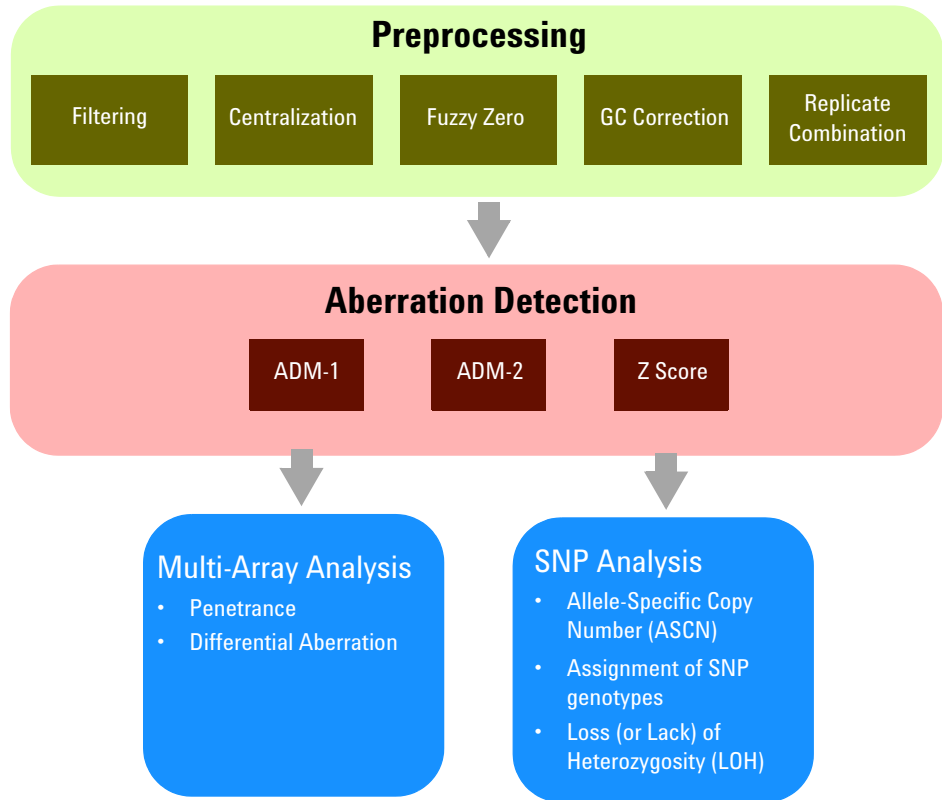 Preprocessing
Filtering
Centralization
Fuzzy Zero
GC Correction
Replicate
Combination
Aberration Detection
ADM-1
ADM-2
Z Score
Multi-Array Analysis
• Penetrance
• Differential Aberration
SNP Analysis
• Allele-Specific Copy
Number (ASCN)
• Assignment of SNP
genotypes
• Loss (or Lack) of
Heterozygosity (LOH)